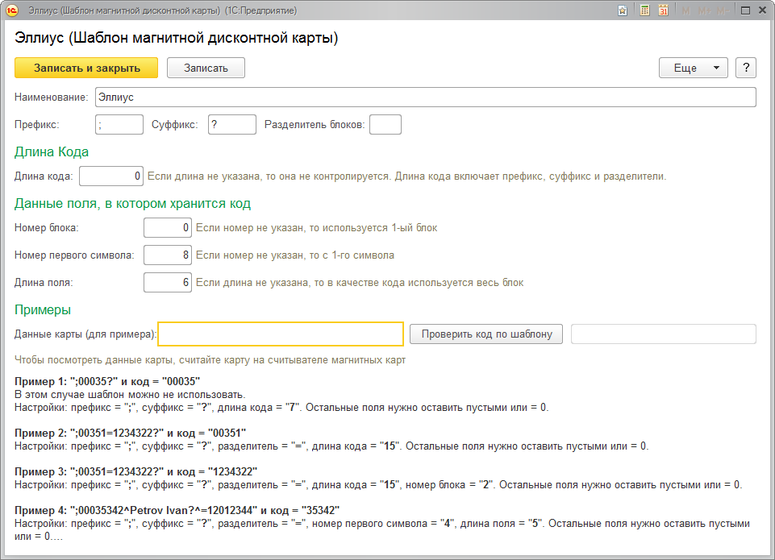 Эллиус (Шаблон магнитной дисконтной карты) (1С:Предприятие)
Эллиус (Шаблон магнитной дисконтной карты)
Записать и закрыть Записать Еще ?
Наименование: Эллиус
Префикс: ; Суффикс: ? Разделитель блоков:
Длина Кода
Длина кода: 0 Если длина не указана, то она не контролируется. Длина кода включает префикс, суффикс и разделители.
Данные поля, в котором хранится код
Номер блока: 0 Если номер не указан, то используется 1-ый блок
Номер первого символа: 8 Если номер не указан, то с 1-го символа
Длина поля: 6 Если длина не указана, то в качестве кода используется весь блок
Примеры
Данные карты (для примера): Проверить код по шаблону
Чтобы посмотреть данные карты, считайте карту на считывателе магнитных карт
Пример 1: ";00035?" и код = "00035"
В этом случае шаблон можно не использовать.
Настройки: префикс = ";", суффикс = "?", длина кода = "7". Остальные поля нужно оставить пустыми или = 0.
Пример 2: ";00351=1234322?" и код = "00351"
Настройки: префикс = ";", суффикс = "?", разделитель = "=", длина кода = "15". Остальные поля нужно оставить пустыми или = 0.
Пример 3: ";00351=1234322?" и код = "1234322"
Настройки: префикс = ";", суффикс = "?", разделитель = "=", длина кода = "15", номер блока = "2". Остальные поля нужно оставить пустыми или = 0.
Пример 4: ";00035342^Petrov Ivan?^=12012344" и код = "35342"
Настройки: префикс = ";", суффикс = "?", разделитель = "=", номер первого символа = "4", длина поля = "5". Остальные поля нужно оставить пустыми
или = 0....